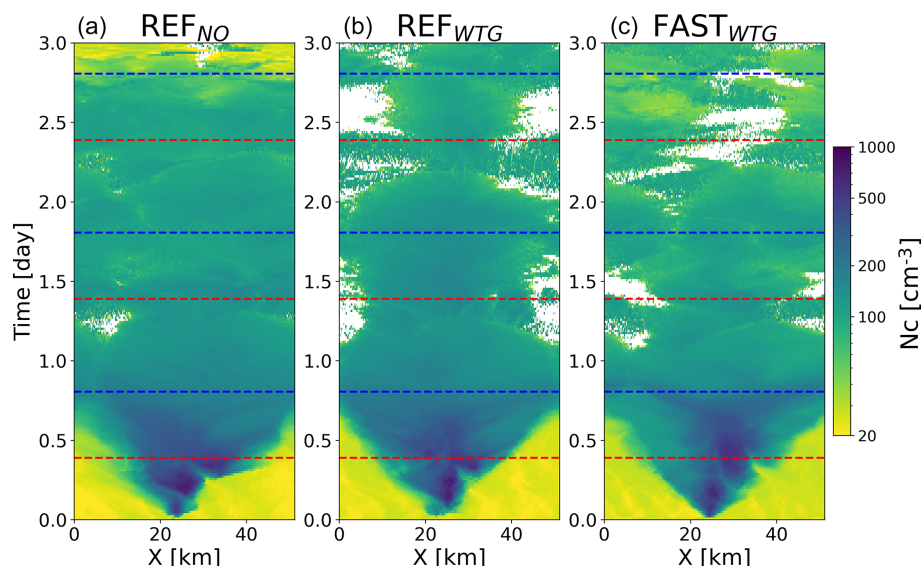 (a) REF_NO (b) REF_WTG (c) FAST_WTG
3.0
2.5
2.0
1.5
1.0
0.5
0.0
Time [day]
0 20 40 0 20 40 0 20 40
X [km] X [km] X [km]
1000
500
200
100
50
20
Nc [cm⁻³]